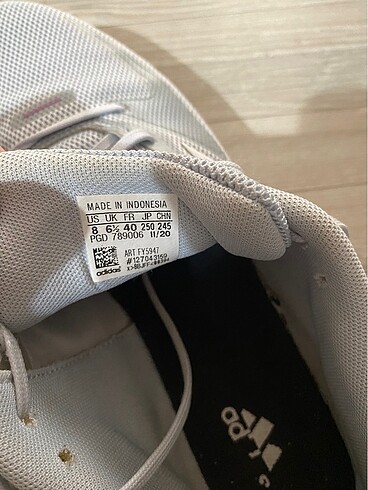 MADE IN INDONESIA
US UK FR JP CHN
8 6½ 40 250 245
PGD 789006 11/20
ART FY5947
#127043169
adidas